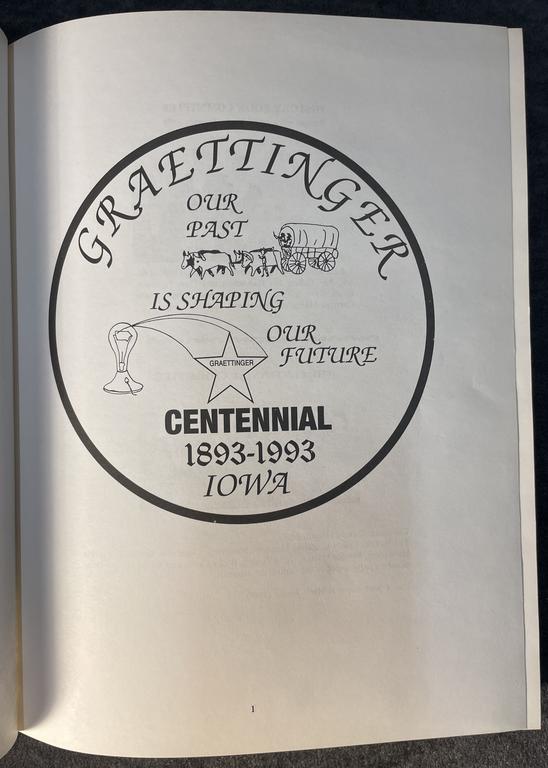 GRAETTINGER
OUR
PAST
IS SHAPING
OUR
FUTURE
GRAETTINGER
CENTENNIAL
1893-1993
IOWA
1